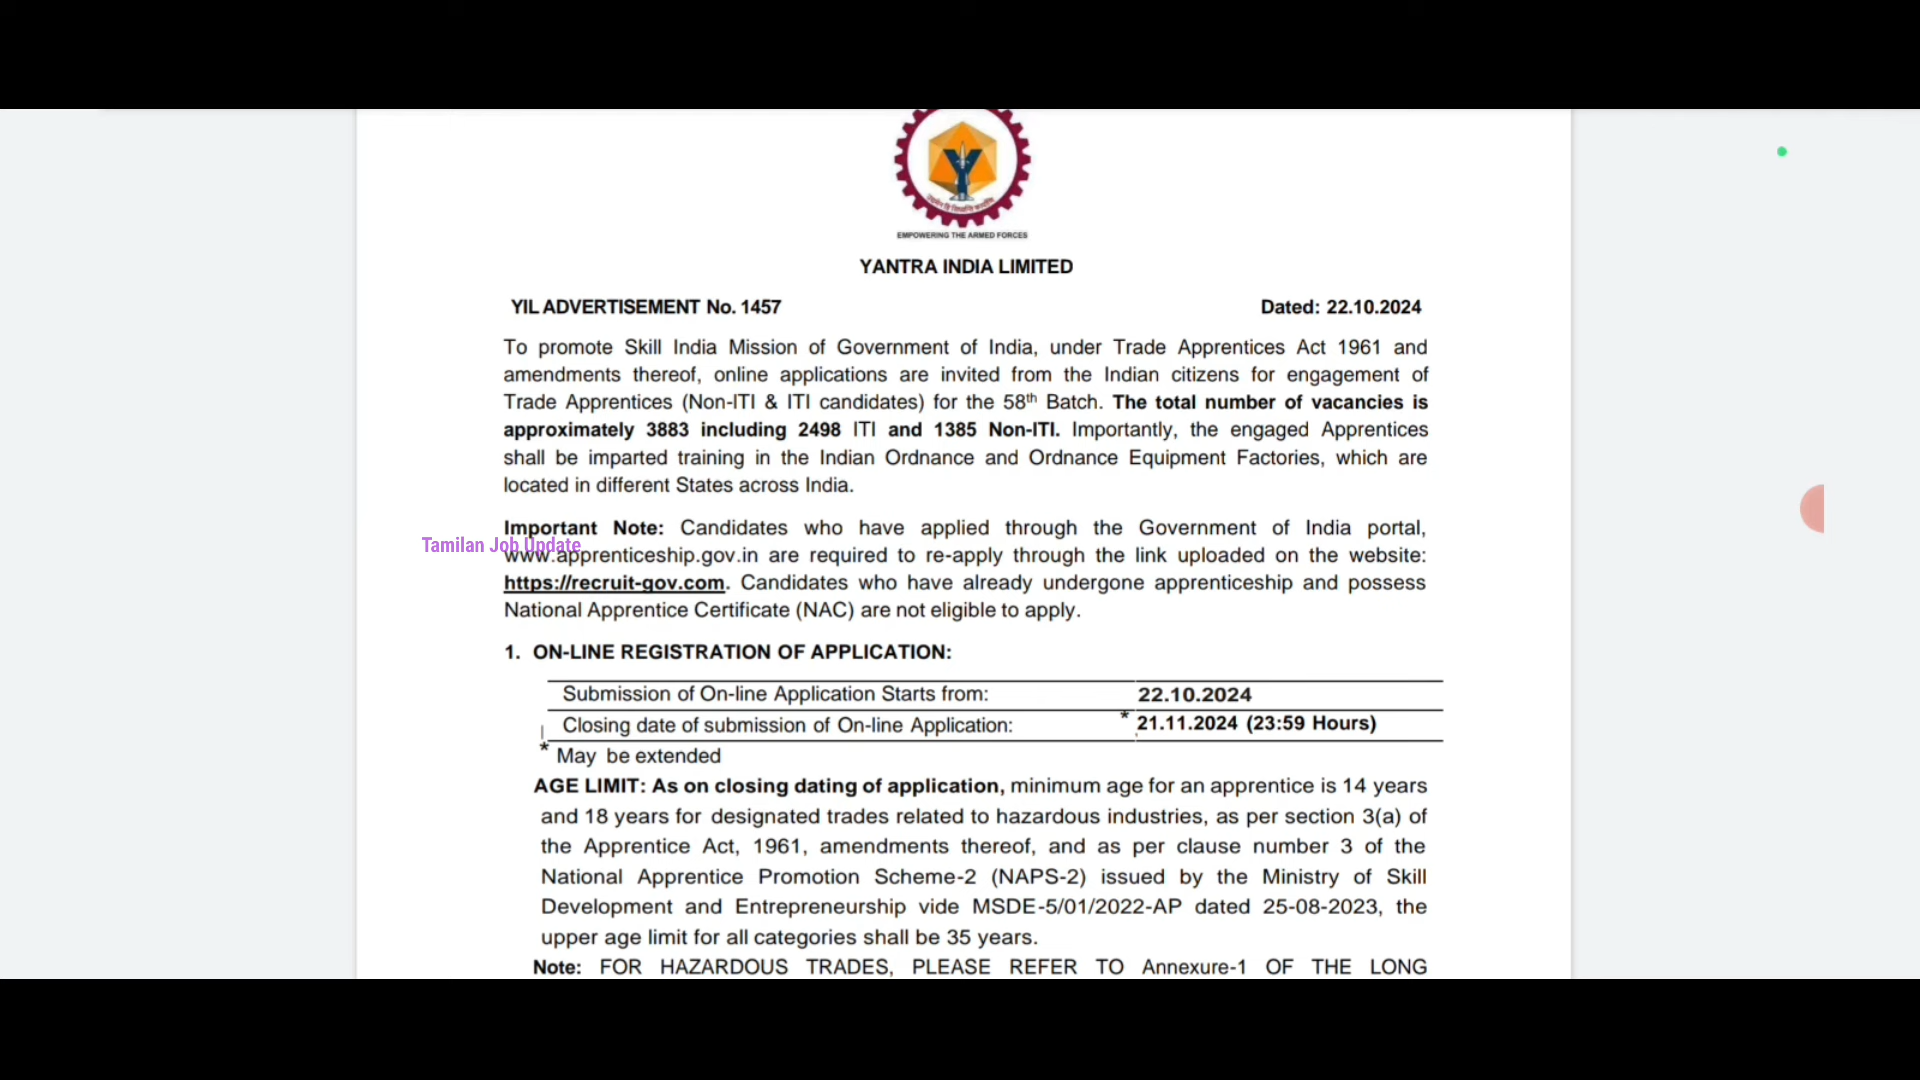 EMPOWERING THE ARMED FORCES
YANTRA INDIA LIMITED
YIL ADVERTISEMENT No. 1457 Dated: 22.10.2024
To promote Skill India Mission of Government of India, under Trade Apprentices Act 1961 and
amendments thereof, online applications are invited from the Indian citizens for engagement of
Trade Apprentices (Non-ITI & ITI candidates) for the 58th Batch. The total number of vacancies is
approximately 3883 including 2498 ITI and 1385 Non-ITI. Importantly, the engaged Apprentices
shall be imparted training in the Indian Ordnance and Ordnance Equipment Factories, which are
located in different States across India.
Important Note: Candidates who have applied through the Government of India portal,
Tamilan Job Update
www.apprenticeship.gov.in are required to re-apply through the link uploaded on the website:
https://recruit-gov.com. Candidates who have already undergone apprenticeship and possess
National Apprentice Certificate (NAC) are not eligible to apply.
1. ON-LINE REGISTRATION OF APPLICATION:
Submission of On-line Application Starts from: 22.10.2024
Closing date of submission of On-line Application: * 21.11.2024 (23:59 Hours)
* May be extended
AGE LIMIT: As on closing dating of application, minimum age for an apprentice is 14 years
and 18 years for designated trades related to hazardous industries, as per section 3(a) of
the Apprentice Act, 1961, amendments thereof, and as per clause number 3 of the
National Apprentice Promotion Scheme-2 (NAPS-2) issued by the Ministry of Skill
Development and Entrepreneurship vide MSDE-5/01/2022-AP dated 25-08-2023, the
upper age limit for all categories shall be 35 years.
Note: FOR HAZARDOUS TRADES, PLEASE REFER TO Annexure-1 OF THE LONG